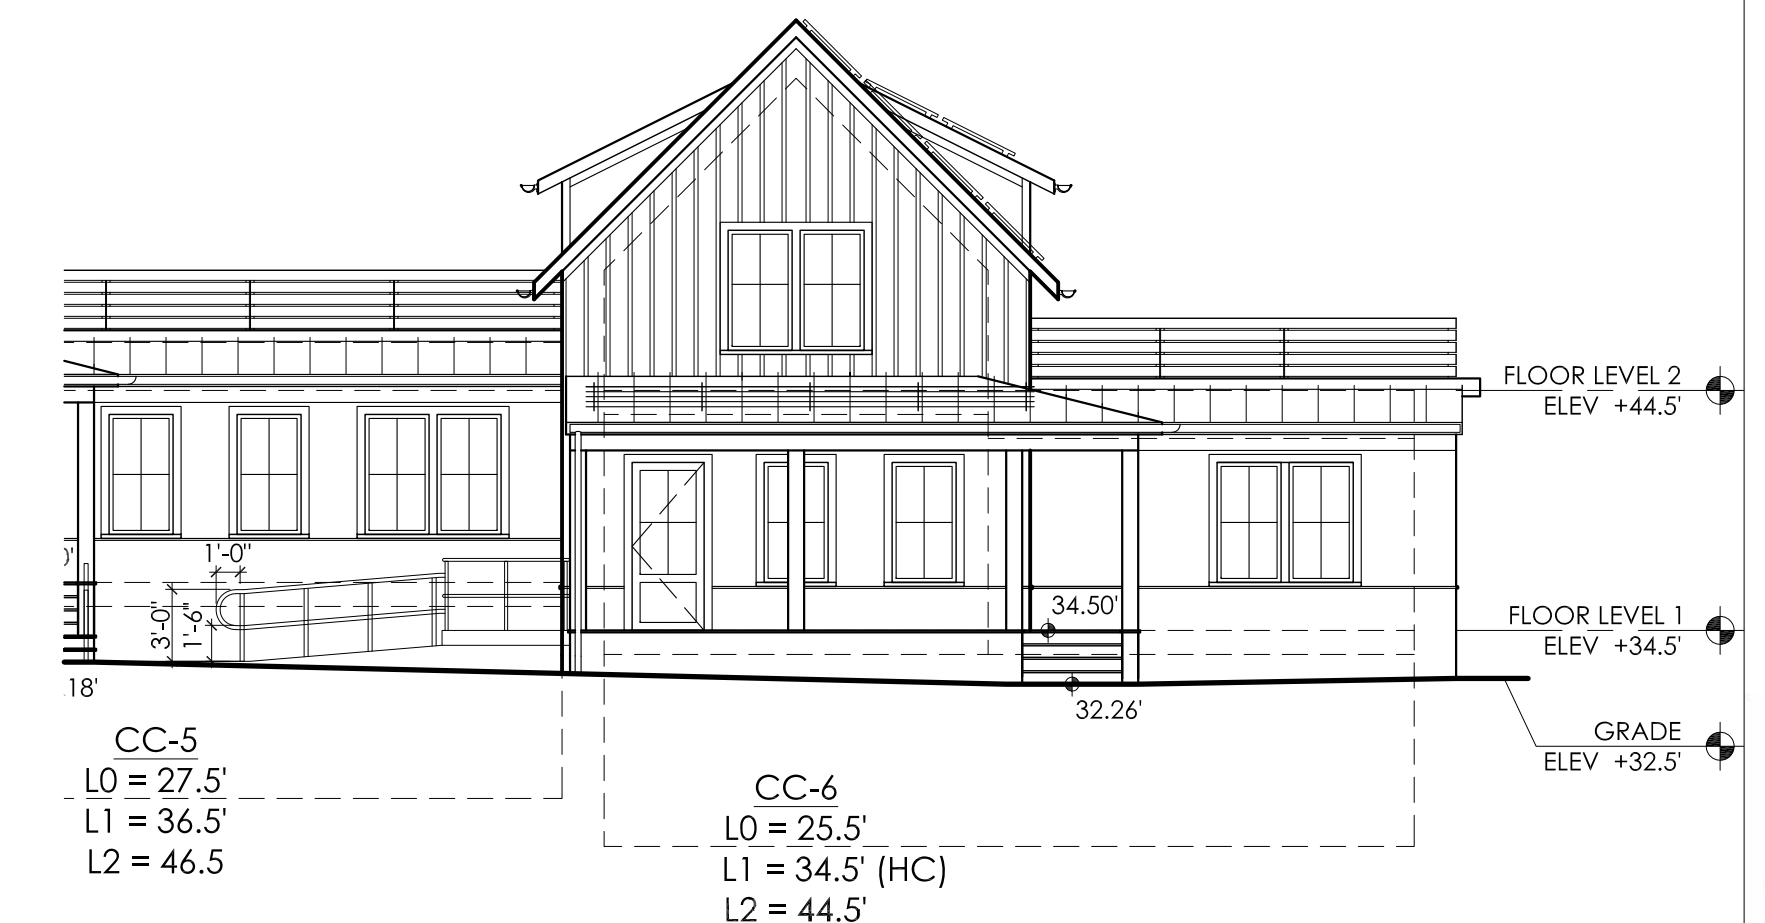 FLOOR LEVEL 2
ELEV +44.5'
0'
1'-0"
3'-0"
1'-6"
34.50'
FLOOR LEVEL 1
ELEV +34.5'
.18'
32.26'
GRADE
ELEV +32.5'
CC-5
L0 = 27.5'
L1 = 36.5'
L2 = 46.5
CC-6
L0 = 25.5'
L1 = 34.5' (HC)
L2 = 44.5'